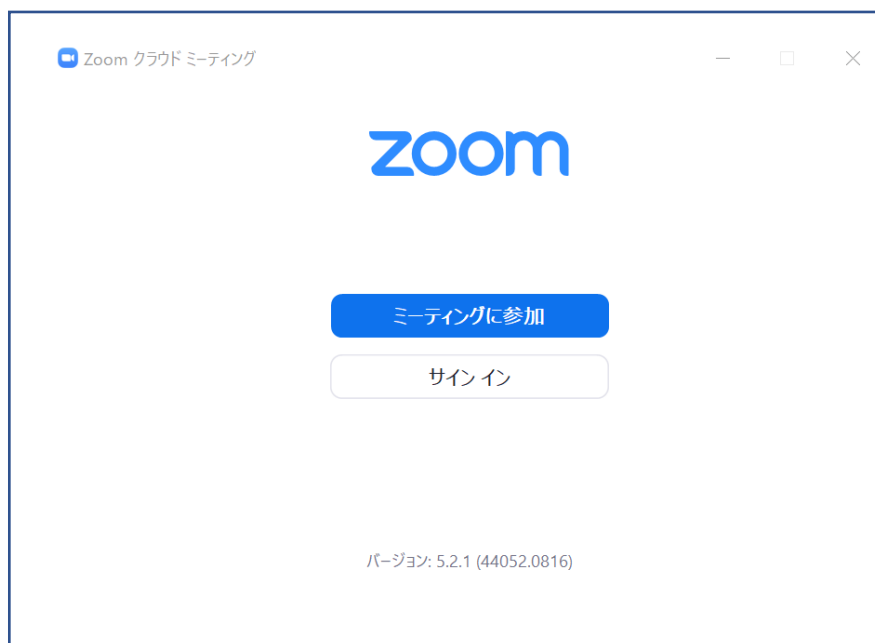 Zoom クラウド ミーティング
zoom
ミーティングに参加
サイン イン
バージョン: 5.2.1 (44052.0816)